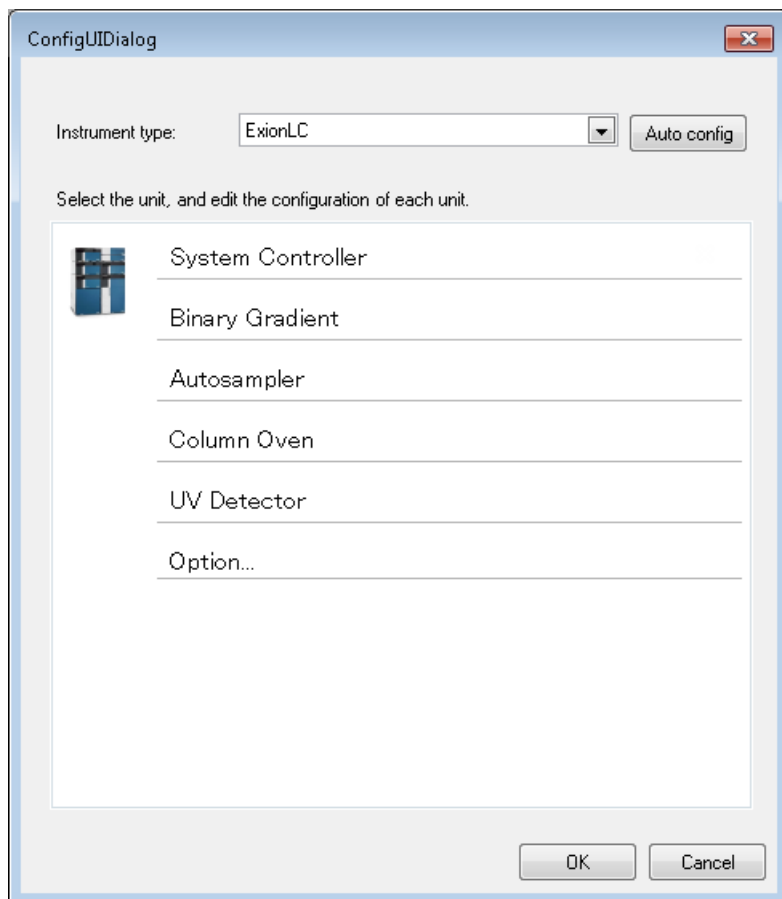 ConfigUIDialog
Instrument type: ExionLC Auto config
Select the unit, and edit the configuration of each unit.
System Controller
Binary Gradient
Autosampler
Column Oven
UV Detector
Option...
OK Cancel